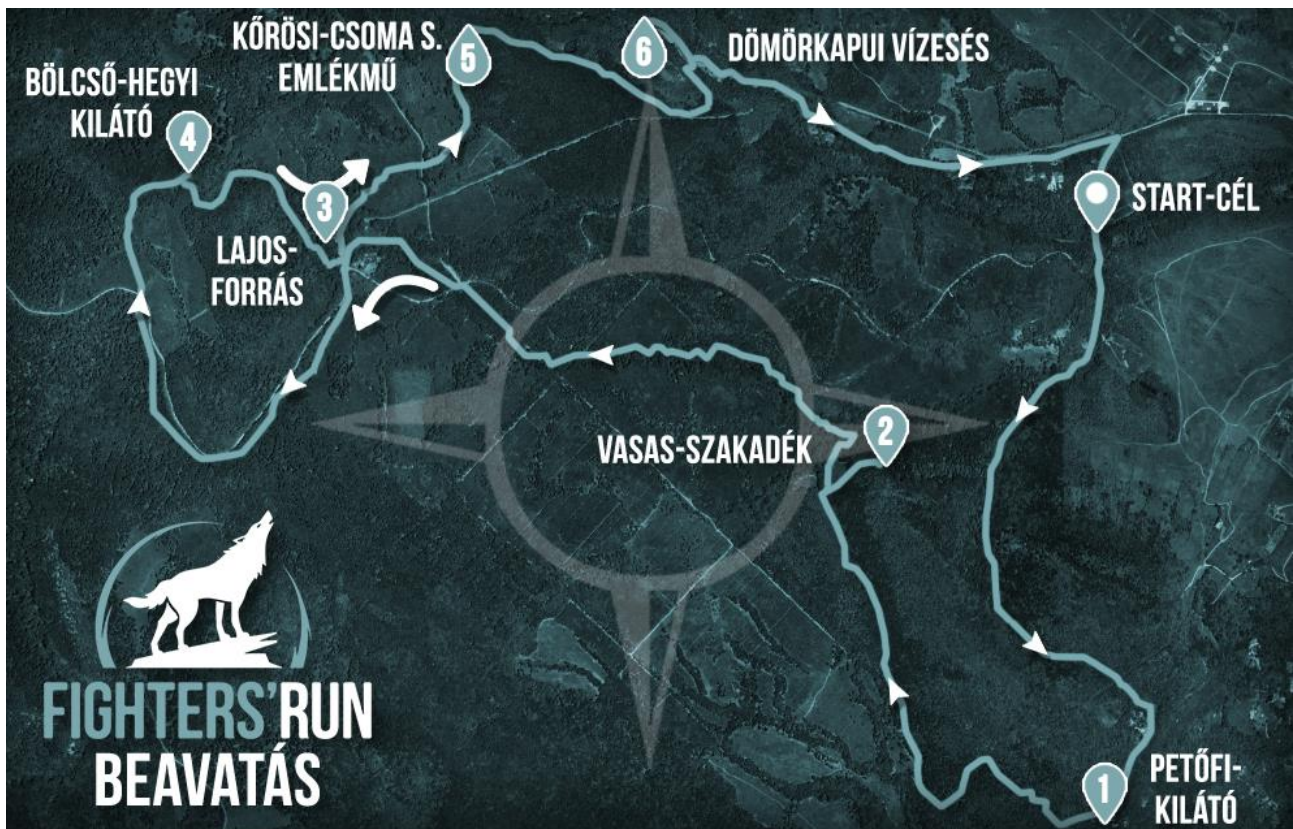 KŐRÖSI-CSOMA S.
EMLÉKMŰ
5
6
DÖMÖRKAPUI VÍZESÉS
BÖLCSŐ-HEGYI
KILÁTÓ
4
3
LAJOS-
FORRÁS
START-CÉL
VASAS-SZAKADÉK
2
FIGHTERS'RUN
BEAVATÁS
1
PETŐFI-
KILÁTÓ